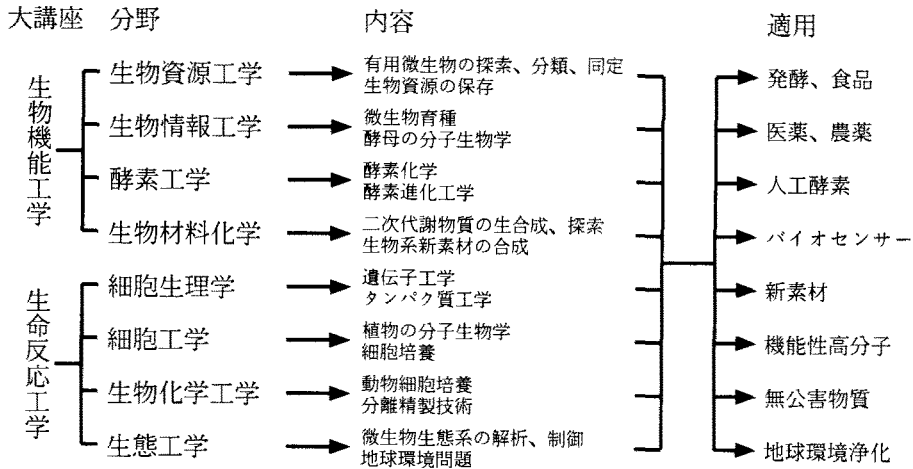 大講座 分野 内容 適用
生物機能工学
生物資源工学
有用微生物の探索、分類、同定
生物資源の保存
発酵、食品
生物情報工学
微生物育種
酵母の分子生物学
医薬、農薬
酵素工学
酵素化学
酵素進化工学
人工酵素
生物材料化学
二次代謝物質の生合成、探索
生物系新素材の合成
バイオセンサー
生命反応工学
細胞生理学
遺伝子工学
タンパク質工学
新素材
細胞工学
植物の分子生物学
細胞培養
機能性高分子
生物化学工学
動物細胞培養
分離精製技術
無公害物質
生態工学
微生物生態系の解析、制御
地球環境問題
地球環境浄化